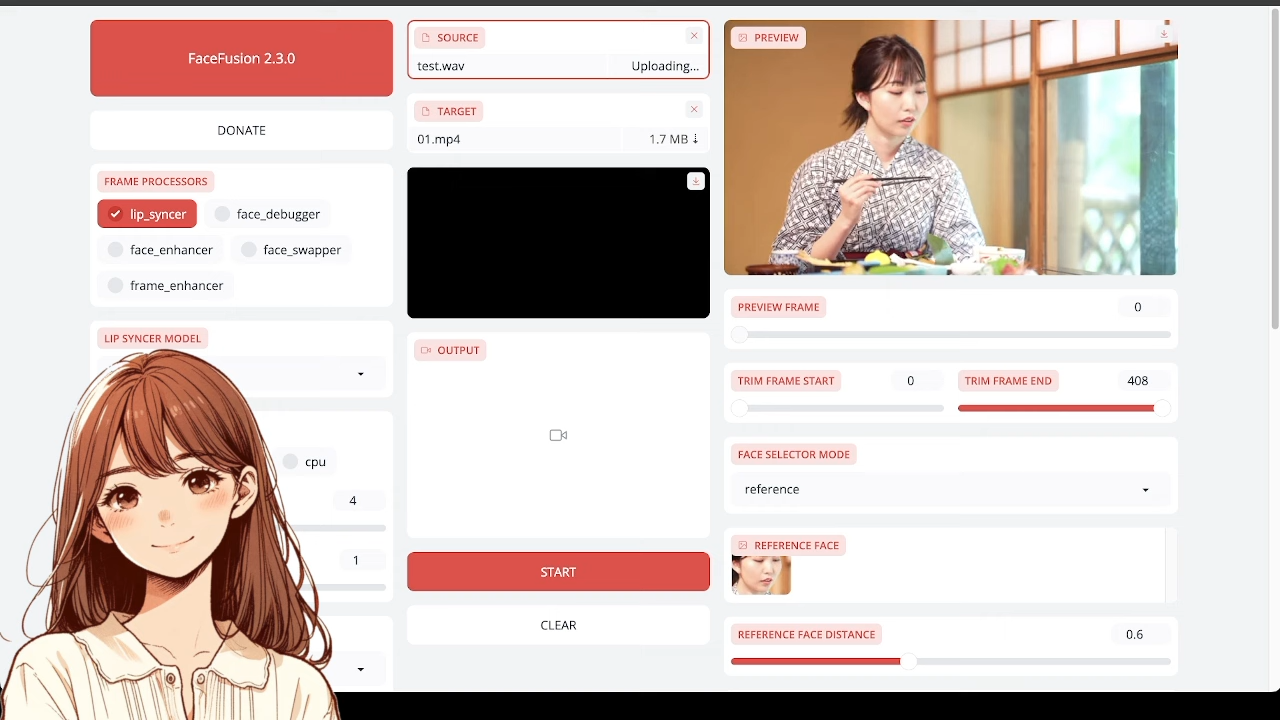 FaceFusion 2.3.0
DONATE
FRAME PROCESSORS
lip_syncer
face_debugger
face_enhancer
face_swapper
frame_enhancer
LIP SYNCER MODEL
cpu
4
1
SOURCE
test.wav
Uploading...
TARGET
01.mp4
1.7 MB ⇣
OUTPUT
START
CLEAR
PREVIEW
PREVIEW FRAME
0
TRIM FRAME START
0
TRIM FRAME END
408
FACE SELECTOR MODE
reference
REFERENCE FACE
REFERENCE FACE DISTANCE
0.6